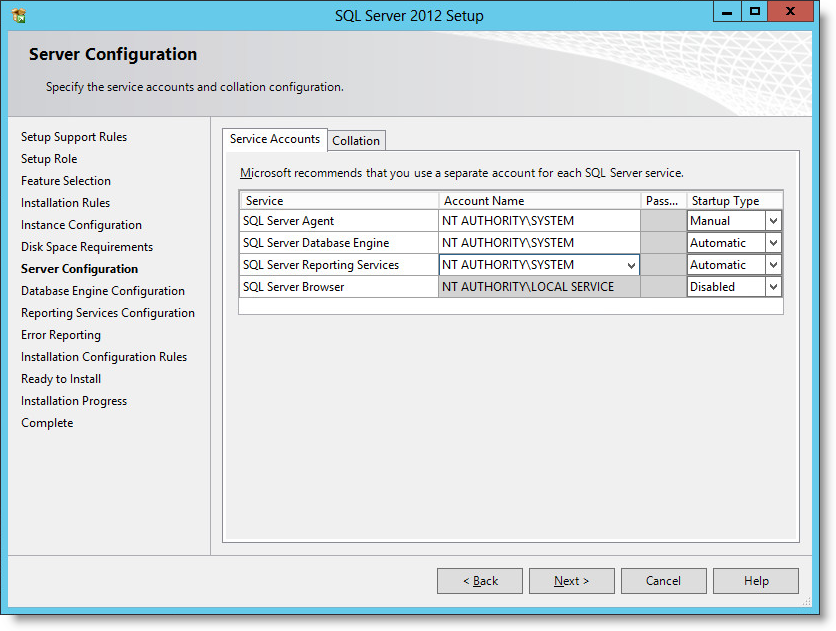 SQL Server 2012 Setup
Server Configuration
Specify the service accounts and collation configuration.
Setup Support Rules
Setup Role
Feature Selection
Installation Rules
Instance Configuration
Disk Space Requirements
Server Configuration
Database Engine Configuration
Reporting Services Configuration
Error Reporting
Installation Configuration Rules
Ready to Install
Installation Progress
Complete
Service Accounts Collation
Microsoft recommends that you use a separate account for each SQL Server service.
Service Account Name Pass... Startup Type
SQL Server Agent NT AUTHORITY\SYSTEM Manual
SQL Server Database Engine NT AUTHORITY\SYSTEM Automatic
SQL Server Reporting Services NT AUTHORITY\SYSTEM Automatic
SQL Server Browser NT AUTHORITY\LOCAL SERVICE Disabled
< Back Next > Cancel Help